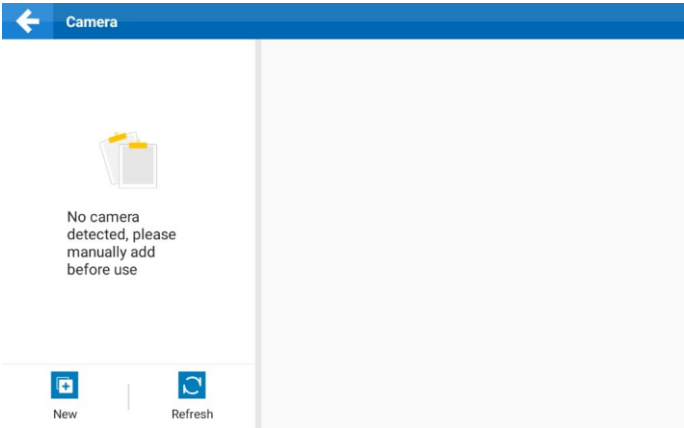 Camera
No camera
detected, please
manually add
before use
New
Refresh